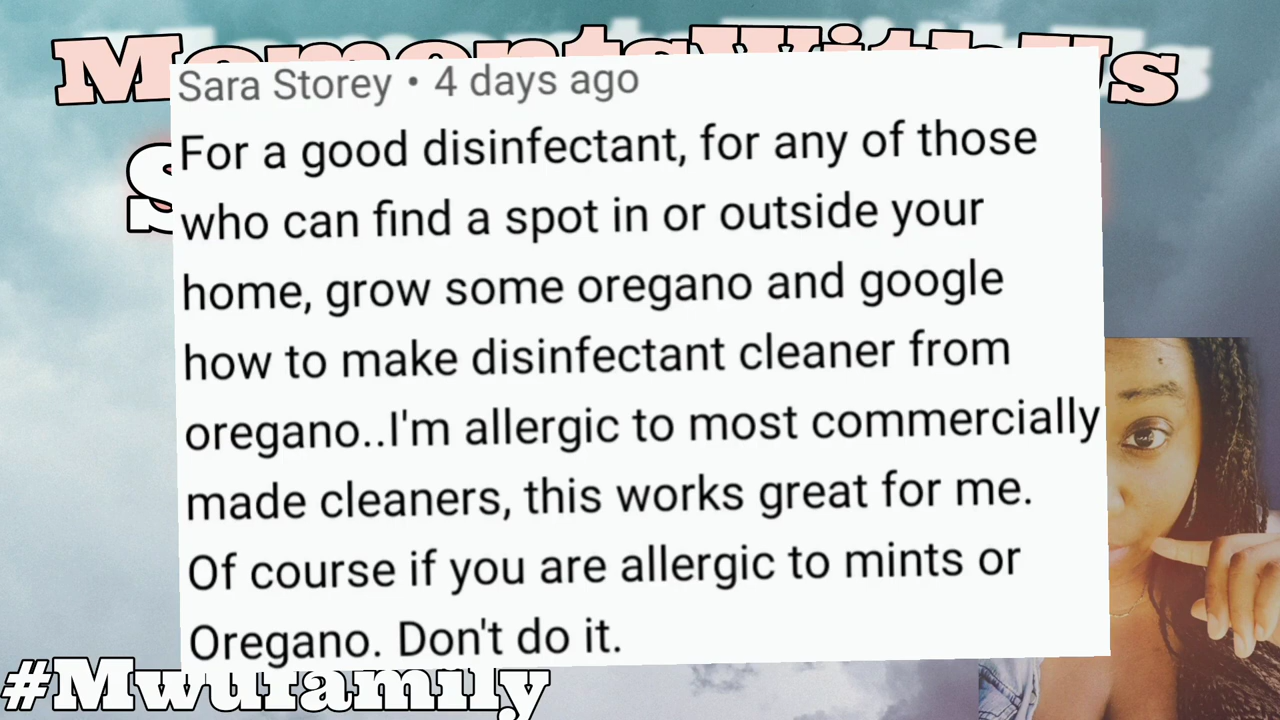 MomentsWith Us
Sara Storey • 4 days ago
For a good disinfectant, for any of those
who can find a spot in or outside your
home, grow some oregano and google
how to make disinfectant cleaner from
oregano..I'm allergic to most commercially
made cleaners, this works great for me.
Of course if you are allergic to mints or
Oregano. Don't do it.
#Mwufamily